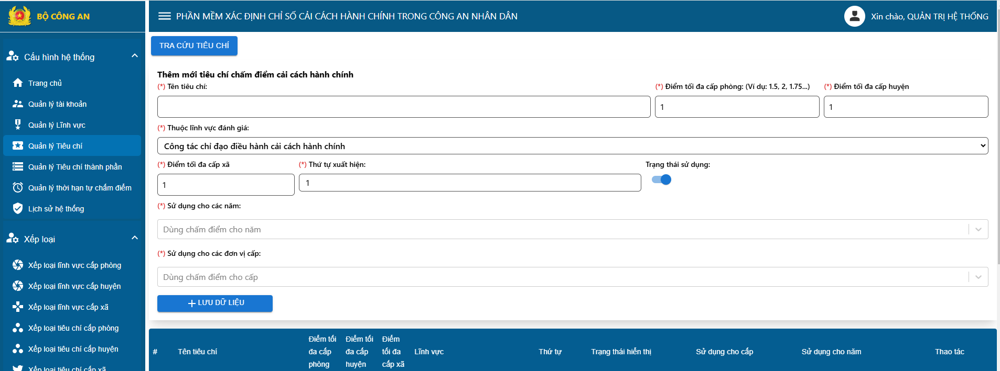 BỘ CÔNG AN
PHẦN MỀM XÁC ĐỊNH CHỈ SỐ CẢI CÁCH HÀNH CHÍNH TRONG CÔNG AN NHÂN DÂN
Xin chào, QUẢN TRỊ HỆ THỐNG
Cấu hình hệ thống
Trang chủ
Quản lý tài khoản
Quản lý Lĩnh vực
Quản lý Tiêu chí
Quản lý Tiêu chí thành phần
Quản lý thời hạn tự chấm điểm
Lịch sử hệ thống
Xếp loại
Xếp loại lĩnh vực cấp phòng
Xếp loại lĩnh vực cấp huyện
Xếp loại lĩnh vực cấp xã
Xếp loại tiêu chí cấp phòng
Xếp loại tiêu chí cấp huyện
Xếp loại tiêu chí cấp xã
TRA CỨU TIÊU CHÍ
Thêm mới tiêu chí chấm điểm cải cách hành chính
(*) Tên tiêu chí:
(*) Điểm tối đa cấp phòng: (Ví dụ: 1.5, 2, 1.75...)
1
(*) Điểm tối đa cấp huyện
1
(*) Thuộc lĩnh vực đánh giá:
Công tác chỉ đạo điều hành cải cách hành chính
(*) Điểm tối đa cấp xã
1
(*) Thứ tự xuất hiện:
1
Trạng thái sử dụng:
(*) Sử dụng cho các năm:
Dùng chấm điểm cho năm
(*) Sử dụng cho các đơn vị cấp:
Dùng chấm điểm cho cấp
LƯU DỮ LIỆU
#
Tên tiêu chí
Điểm tối
đa cấp
phòng
Điểm tối
đa cấp
huyện
Điểm
tối đa
cấp xã
Lĩnh vực
Thứ tự
Trạng thái hiển thị
Sử dụng cho cấp
Sử dụng cho năm
Thao tác